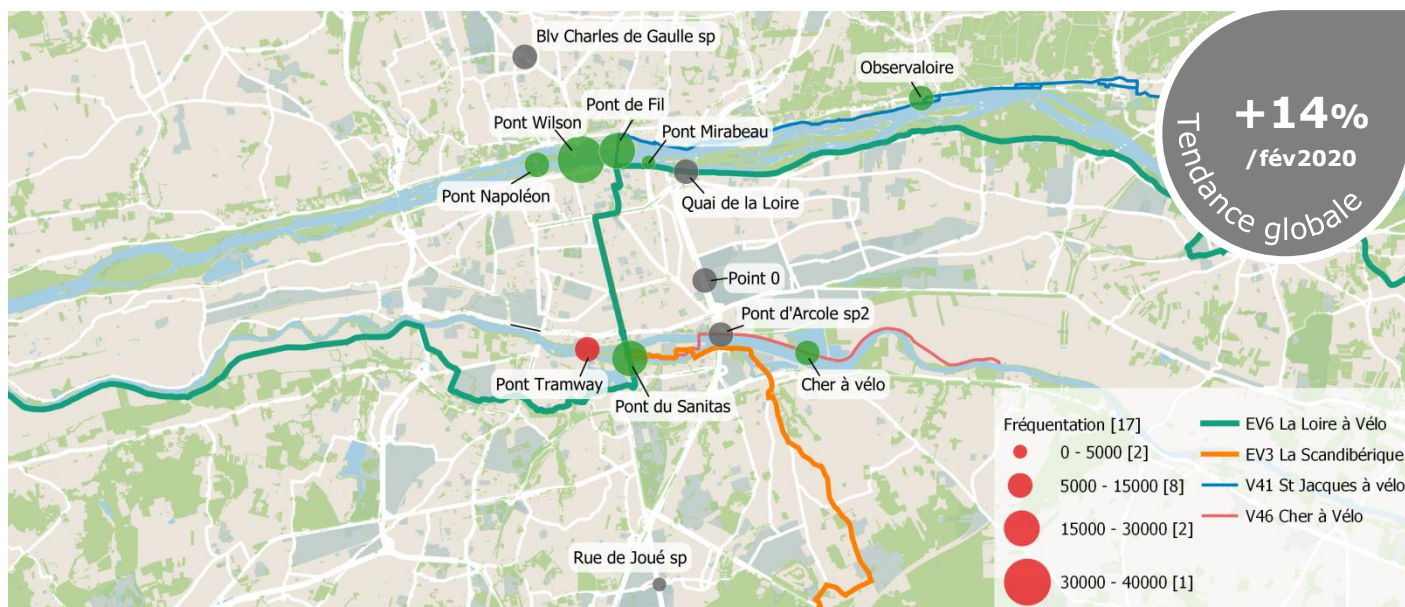 Blv Charles de Gaulle sp
Observaloire
Pont de Fil
Pont Wilson
Pont Mirabeau
Pont Napoléon
Quai de la Loire
Point 0
Pont d'Arcole sp2
Pont Tramway
Cher à vélo
Pont du Sanitas
Rue de Joué sp
+14%
/fév2020
Tendance globale
Fréquentation [17]
0 - 5000 [2]
5000 - 15000 [8]
15000 - 30000 [2]
30000 - 40000 [1]
EV6 La Loire à Vélo
EV3 La Scandibérique
V41 St Jacques à vélo
V46 Cher à Vélo